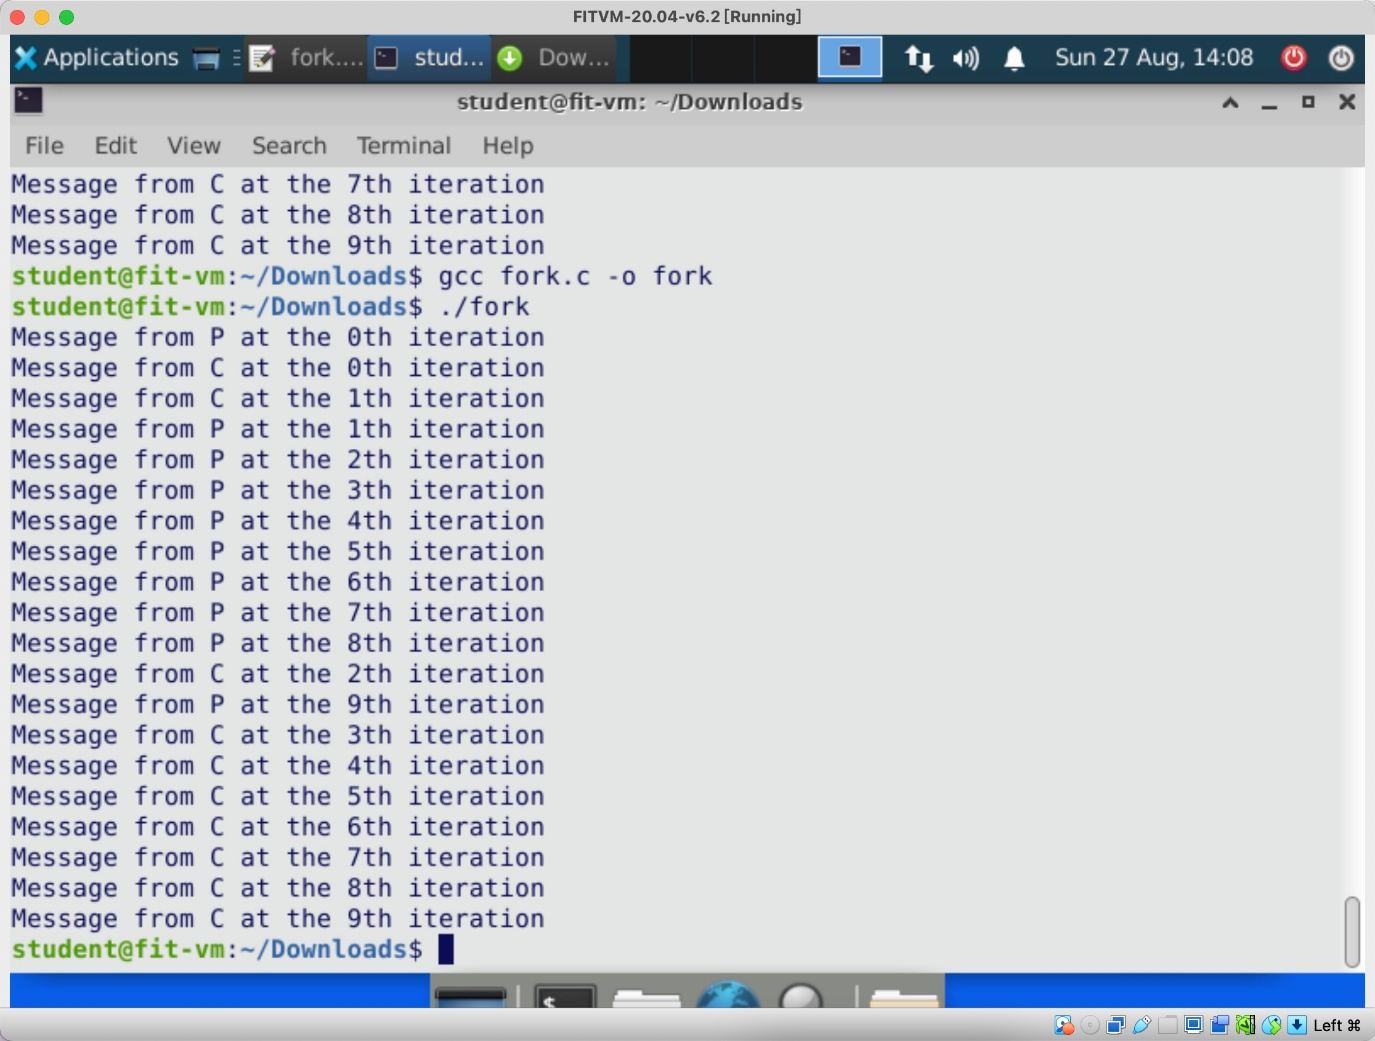 FITVM-20.04-v6.2 [Running]
Applications fork.... stud... Dow... Sun 27 Aug, 14:08
student@fit-vm: ~/Downloads
File Edit View Search Terminal Help
Message from C at the 7th iteration
Message from C at the 8th iteration
Message from C at the 9th iteration
student@fit-vm:~/Downloads$ gcc fork.c -o fork
student@fit-vm:~/Downloads$ ./fork
Message from P at the 0th iteration
Message from C at the 0th iteration
Message from C at the 1th iteration
Message from P at the 1th iteration
Message from P at the 2th iteration
Message from P at the 3th iteration
Message from P at the 4th iteration
Message from P at the 5th iteration
Message from P at the 6th iteration
Message from P at the 7th iteration
Message from P at the 8th iteration
Message from C at the 2th iteration
Message from P at the 9th iteration
Message from C at the 3th iteration
Message from C at the 4th iteration
Message from C at the 5th iteration
Message from C at the 6th iteration
Message from C at the 7th iteration
Message from C at the 8th iteration
Message from C at the 9th iteration
student@fit-vm:~/Downloads$
$
Left ⌘